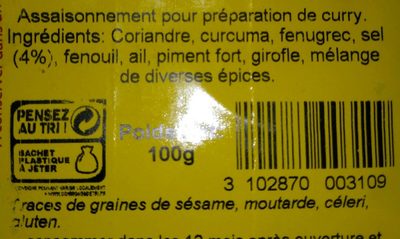 Assaisonnement pour préparation de curry.
Ingrédients: Coriandre, curcuma, fenugrec, sel
(4%), fenouil, ail, piment fort, girofle, mélange
de diverses épices.
PENSEZ
AU TRI !
SACHET
PLASTIQUE
À JETER
Poids
100g
3 102870 003109
Traces de graines de sésame, moutarde, céleri,
gluten.